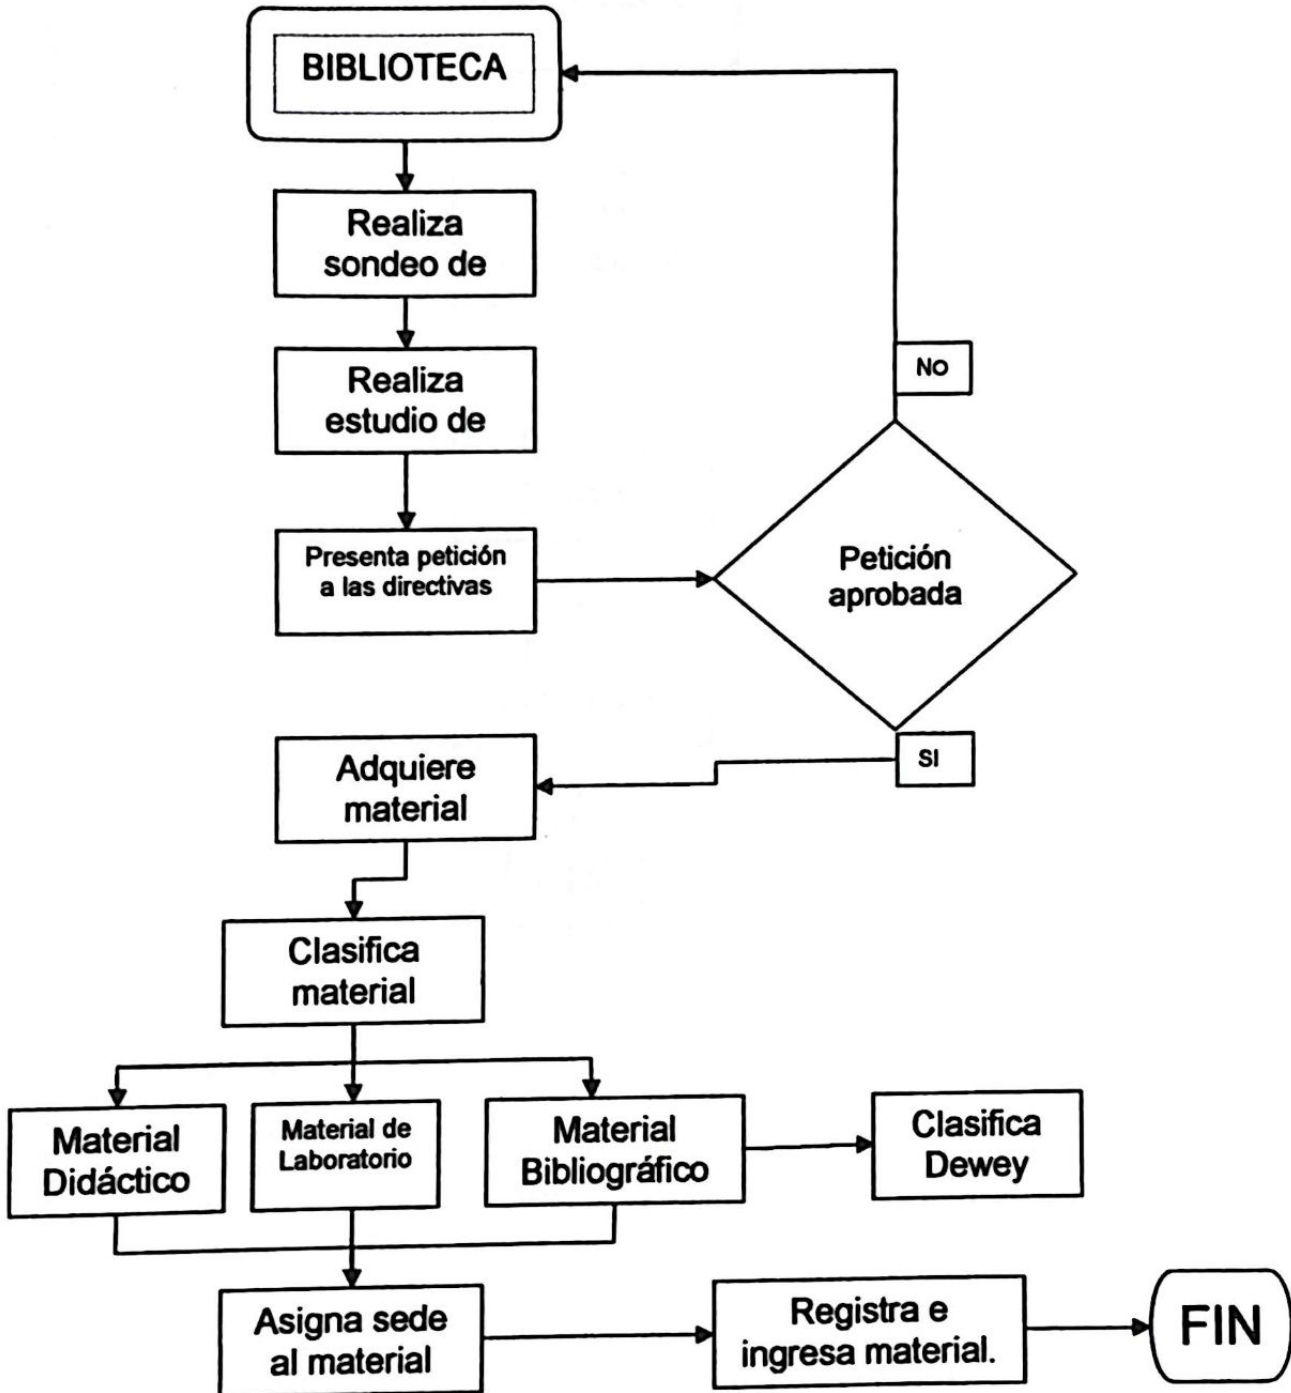 BIBLIOTECA
Realiza
sondeo de
Realiza
estudio de
NO
Presenta petición
a las directivas
Petición
aprobada
SI
Adquiere
material
Clasifica
material
Material
Didáctico
Material de
Laboratorio
Material
Bibliográfico
Clasifica
Dewey
Asigna sede
al material
Registra e
ingresa material.
FIN